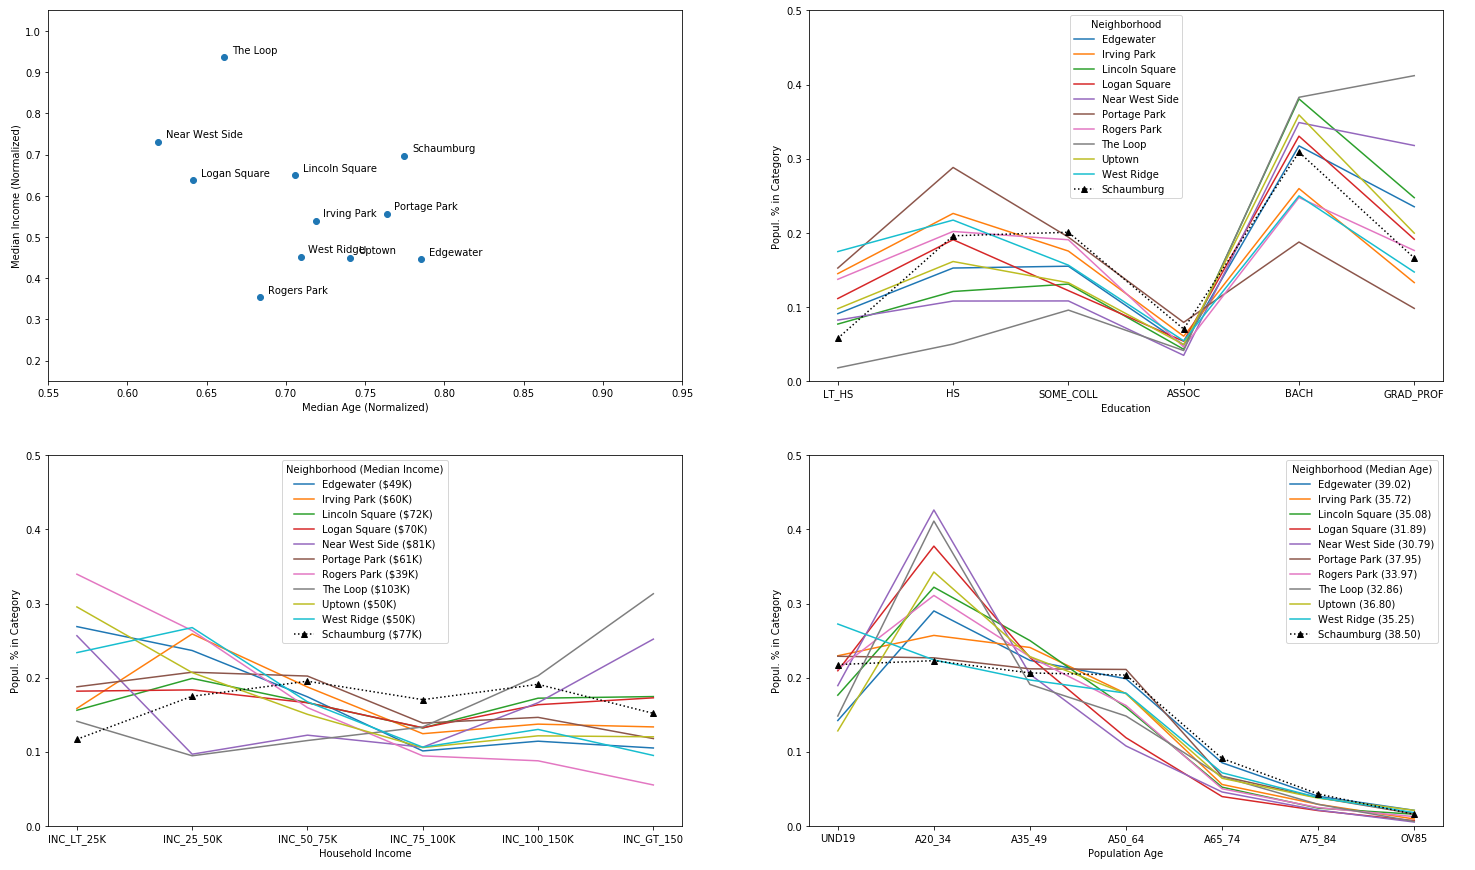 1.0
0.9
0.8
0.7
0.6
0.5
0.4
0.3
0.2
Median Income (Normalized)
The Loop
Near West Side
Schaumburg
Logan Square
Lincoln Square
Irving Park
Portage Park
West Ridge
Uptown
Edgewater
Rogers Park
0.55 0.60 0.65 0.70 0.75 0.80 0.85 0.90 0.95
Median Age (Normalized)
0.5
0.4
0.3
0.2
0.1
0.0
Popul. % in Category
Neighborhood
Edgewater
Irving Park
Lincoln Square
Logan Square
Near West Side
Portage Park
Rogers Park
The Loop
Uptown
West Ridge
Schaumburg
LT_HS HS SOME_COLL ASSOC BACH GRAD_PROF
Education
0.5
0.4
0.3
0.2
0.1
0.0
Popul. % in Category
Neighborhood (Median Income)
Edgewater ($49K)
Irving Park ($60K)
Lincoln Square ($72K)
Logan Square ($70K)
Near West Side ($81K)
Portage Park ($61K)
Rogers Park ($39K)
The Loop ($103K)
Uptown ($50K)
West Ridge ($50K)
Schaumburg ($77K)
INC_LT_25K INC_25_50K INC_50_75K INC_75_100K INC_100_150K INC_GT_150
Household Income
0.5
0.4
0.3
0.2
0.1
0.0
Popul. % in Category
Neighborhood (Median Age)
Edgewater (39.02)
Irving Park (35.72)
Lincoln Square (35.08)
Logan Square (31.89)
Near West Side (30.79)
Portage Park (37.95)
Rogers Park (33.97)
The Loop (32.86)
Uptown (36.80)
West Ridge (35.25)
Schaumburg (38.50)
UND19 A20_34 A35_49 A50_64 A65_74 A75_84 OV85
Population Age